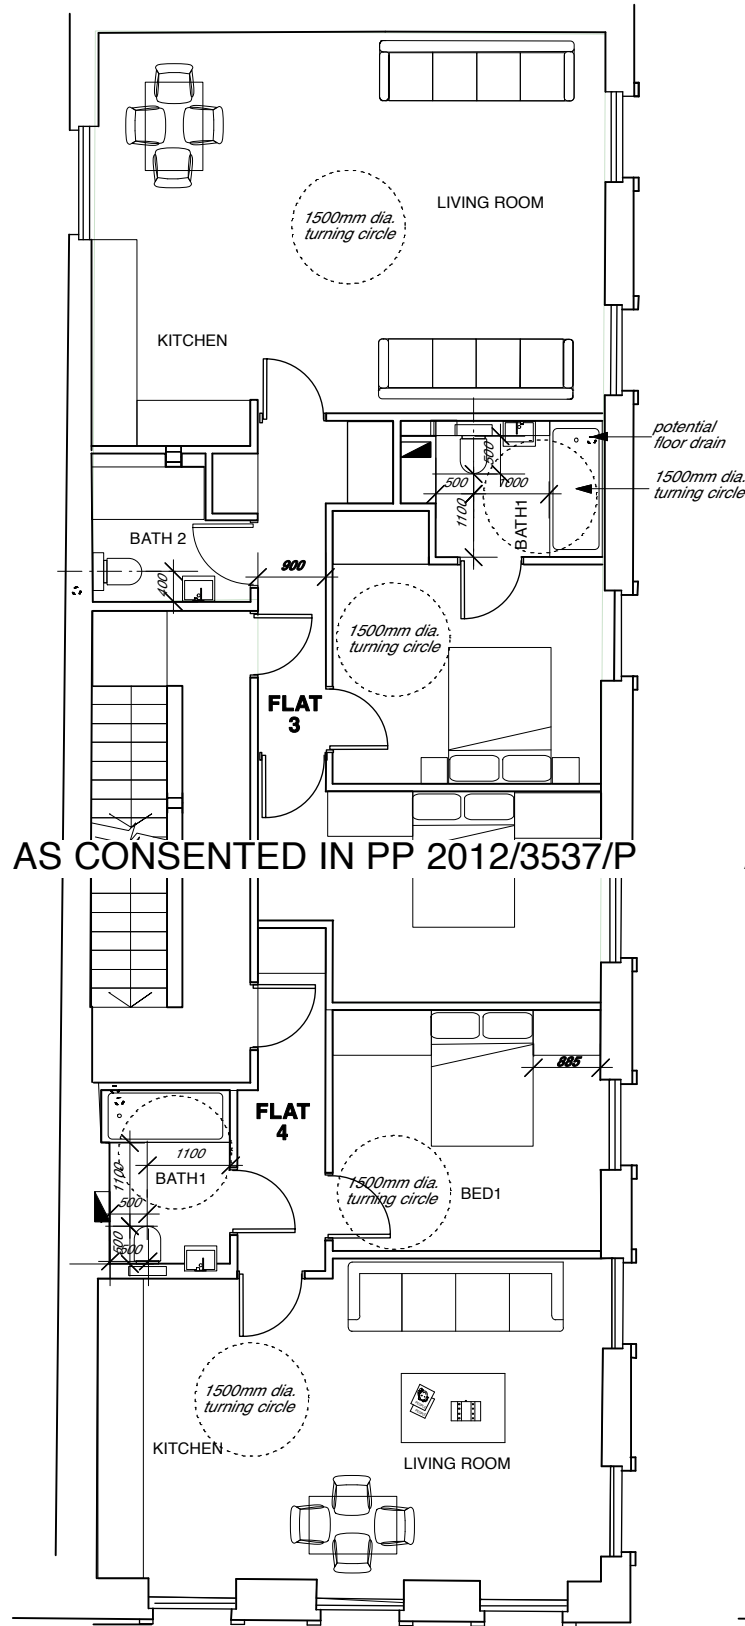 1500mm dia.
turning circle
LIVING ROOM
KITCHEN
potential
floor drain
1500mm dia.
turning circle
500
500
1000
1100
BATH1
BATH 2
400
900
1500mm dia.
turning circle
FLAT
3
AS CONSENTED IN PP 2012/3537/P
885
FLAT
4
1100
1100
BATH1
500
500
500
1500mm dia.
turning circle
BED1
1500mm dia.
turning circle
KITCHEN
LIVING ROOM